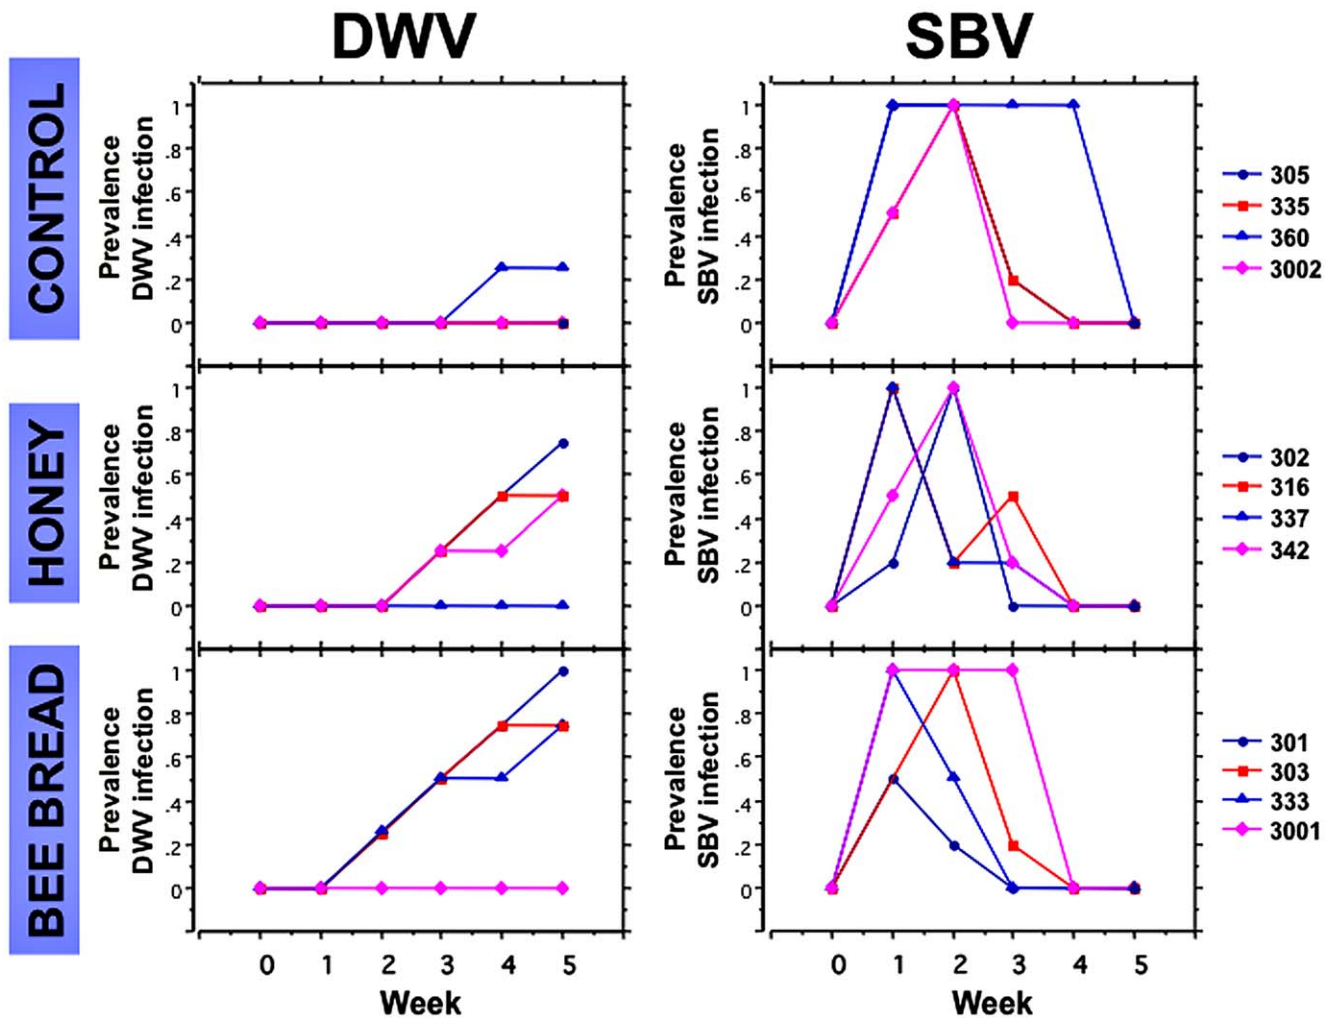 DWV SBV
CONTROL
Prevalence
DWV infection
1
.8
.6
.4
.2
0
Prevalence
SBV infection
1
.8
.6
.4
.2
0
305
335
360
3002
HONEY
Prevalence
DWV infection
1
.8
.6
.4
.2
0
Prevalence
SBV infection
1
.8
.6
.4
.2
0
302
316
337
342
BEE BREAD
Prevalence
DWV infection
1
.8
.6
.4
.2
0
Prevalence
SBV infection
1
.8
.6
.4
.2
0
301
303
333
3001
0 1 2 3 4 5 0 1 2 3 4 5
Week Week